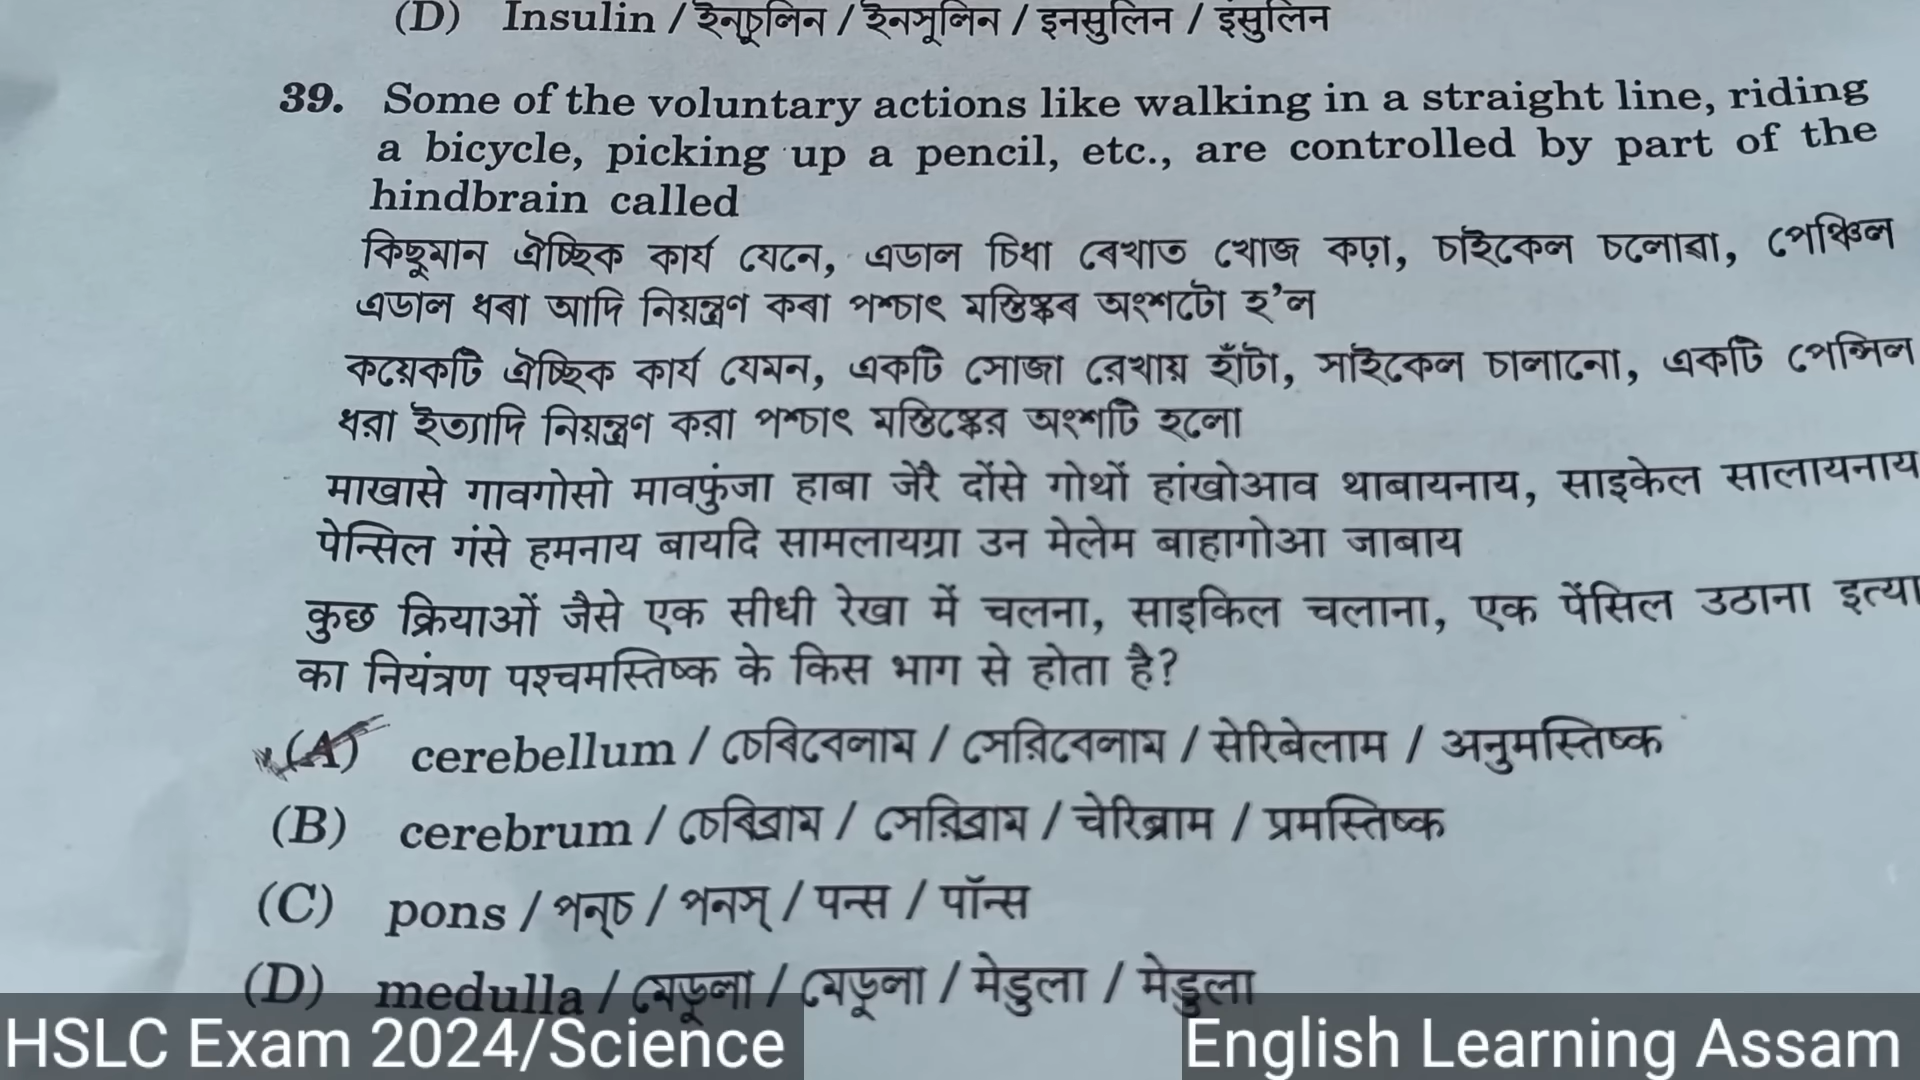 (D) Insulin / ইনচুলিন / ইনসুলিন / इनसुलिन / इंसुलिन
39. Some of the voluntary actions like walking in a straight line, riding
a bicycle, picking up a pencil, etc., are controlled by part of the
hindbrain called
কিছুমান ঐচ্ছিক কার্য যেনে, এডাল চিধা ৰেখাত খোজ কঢ়া, চাইকেল চলোৱা, পেঞ্চিল
এডাল ধৰা আদি নিয়ন্ত্ৰণ কৰা পশ্চাৎ মস্তিষ্কৰ অংশটো হ’ল
কয়েকটি ঐচ্ছিক কার্য যেমন, একটি সোজা রেখায় হাঁটা, সাইকেল চালানো, একটি পেন্সিল
ধরা ইত্যাদি নিয়ন্ত্রণ করা পশ্চাৎ মস্তিষ্কের অংশটি হলো
माखासे गावगोसो मावफुंजा हाबा जेरै दोंसे गोथों हांखोआव थाबायनाय, साइकेल सालायनाय
पेन्सिल गंसे हमनाय बायदि सामलायग्रा उन मेलेम बाहागोआ जाबाय
कुछ क्रियाओं जैसे एक सीधी रेखा में चलना, साइकिल चलाना, एक पेंसिल उठाना इत्या
का नियंत्रण पश्चमस्तिष्क के किस भाग से होता है?
(A) cerebellum / চেৰিবেলাম / সেরিবেলাম / सेरिबेलाम / अनुमस्तिष्क
(B) cerebrum / চেৰিব্ৰাম / সেরিব্রাম / चेरिब्राम / प्रमस्तिष्क
(C) pons / পন্‌চ / পনস্ / पन्स / पॉन्स
(D) medulla / মেডুলা / মেডুলা / मेडुला / मेडुला
HSLC Exam 2024/Science
English Learning Assam